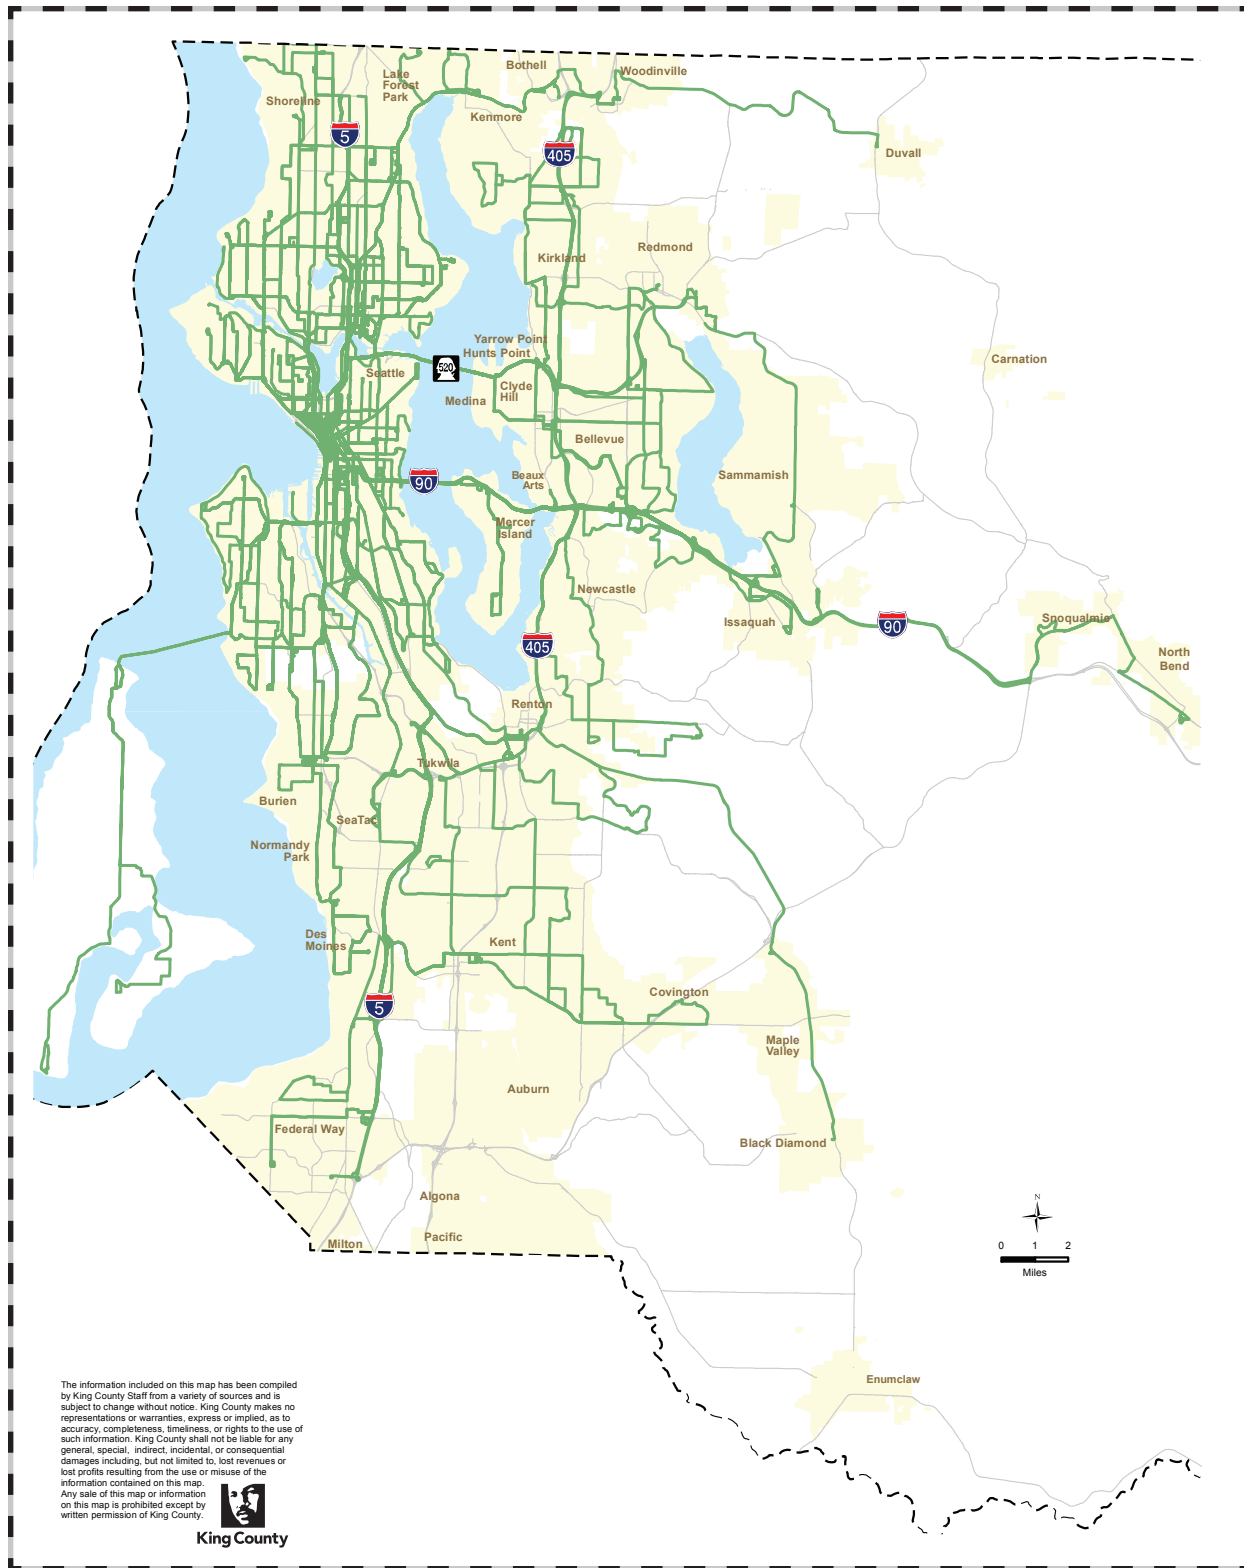 Bothell
Woodinville
Lake
Forest
Park
Shoreline
Kenmore
5
405
Duvall
Redmond
Kirkland
Yarrow Point
Hunts Point
520
Seattle
Clyde
Hill
Medina
Carnation
Bellevue
Beaux
Arts
Sammamish
90
Mercer
Island
Newcastle
Issaquah
90
Snoqualmie
405
North
Bend
Renton
Tukwila
Burien
SeaTac
Normandy
Park
Des
Moines
Kent
Covington
5
Maple
Valley
Auburn
Federal Way
Black Diamond
Algona
Pacific
Milton
N
0 1 2
Miles
Enumclaw
The information included on this map has been compiled
by King County Staff from a variety of sources and is
subject to change without notice. King County makes no
representations or warranties, express or implied, as to
accuracy, completeness, timeliness, or rights to the use of
such information. King County shall not be liable for any
general, special, indirect, incidental, or consequential
damages including, but not limited to, lost revenues or
lost profits resulting from the use or misuse of the
information contained on this map.
Any sale of this map or information
on this map is prohibited except by
written permission of King County.
King County